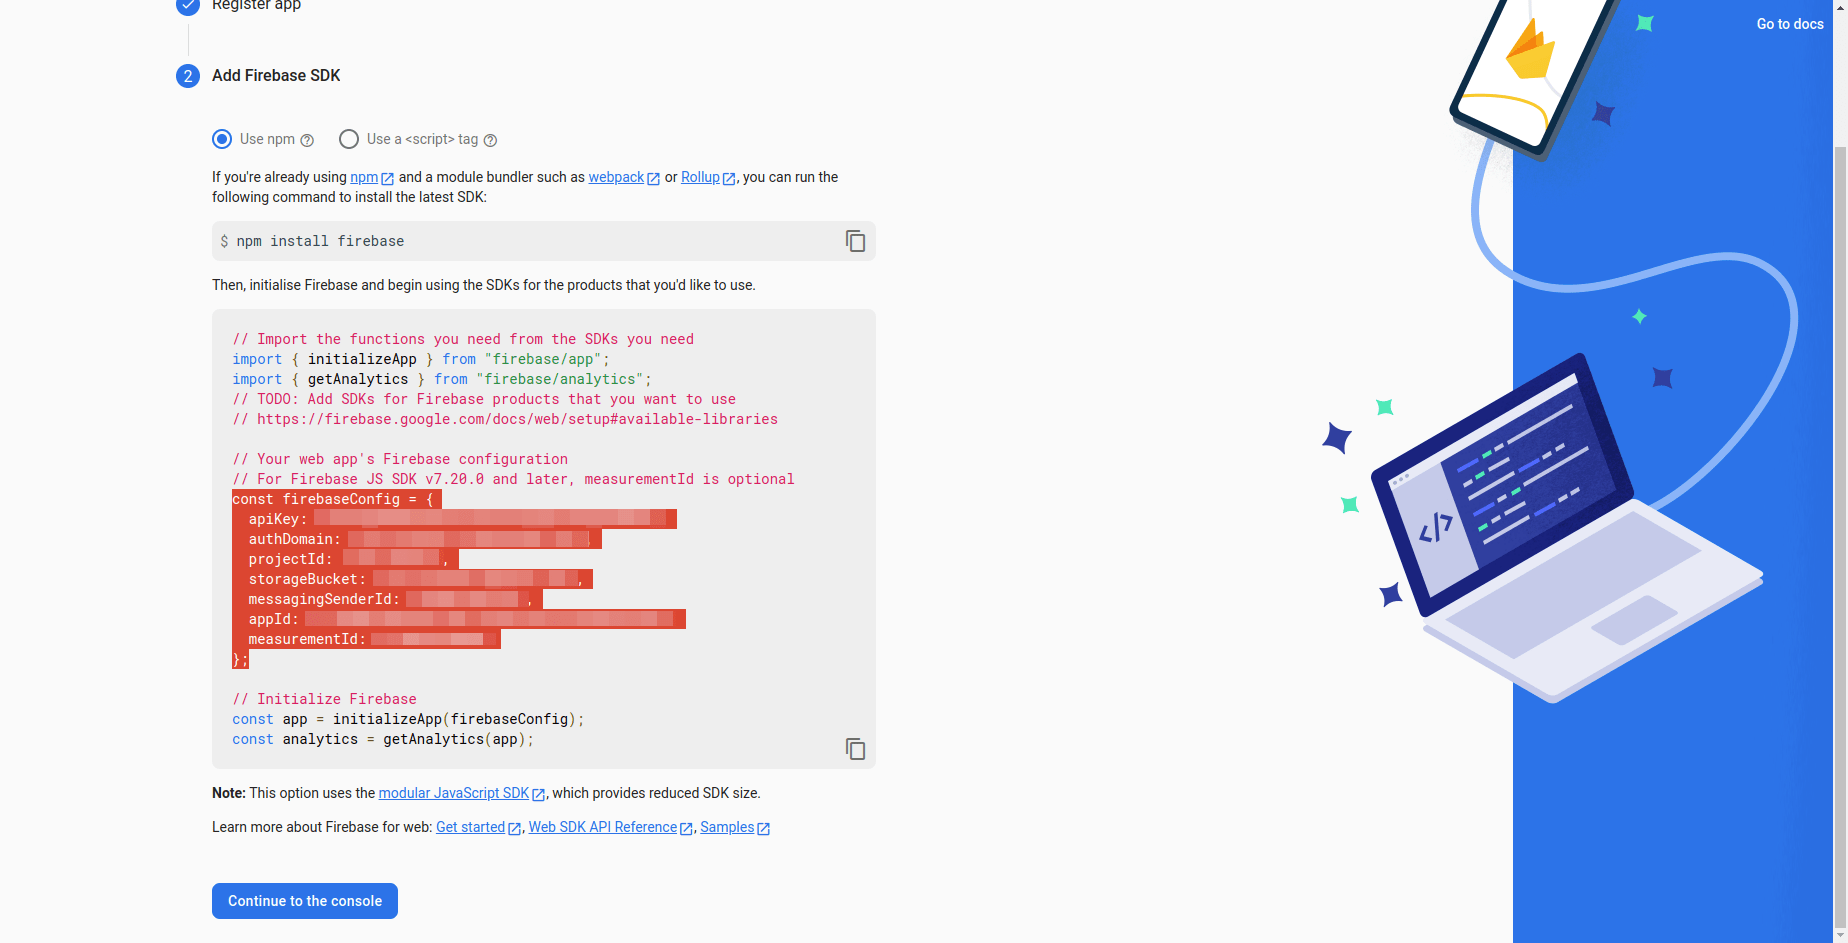 Register app
Go to docs
2 Add Firebase SDK
Use npm Use a <script> tag
If you're already using npm and a module bundler such as webpack or Rollup, you can run the
following command to install the latest SDK:
$ npm install firebase
Then, initialise Firebase and begin using the SDKs for the products that you'd like to use.
// Import the functions you need from the SDKs you need
import { initializeApp } from "firebase/app";
import { getAnalytics } from "firebase/analytics";
// TODO: Add SDKs for Firebase products that you want to use
// https://firebase.google.com/docs/web/setup#available-libraries
// Your web app's Firebase configuration
// For Firebase JS SDK v7.20.0 and later, measurementId is optional
const firebaseConfig = {
apiKey:
authDomain:
projectId: ,
storageBucket: ,
messagingSenderId: ,
appId:
measurementId:
};
// Initialize Firebase
const app = initializeApp(firebaseConfig);
const analytics = getAnalytics(app);
Note: This option uses the modular JavaScript SDK, which provides reduced SDK size.
Learn more about Firebase for web: Get started, Web SDK API Reference, Samples
Continue to the console